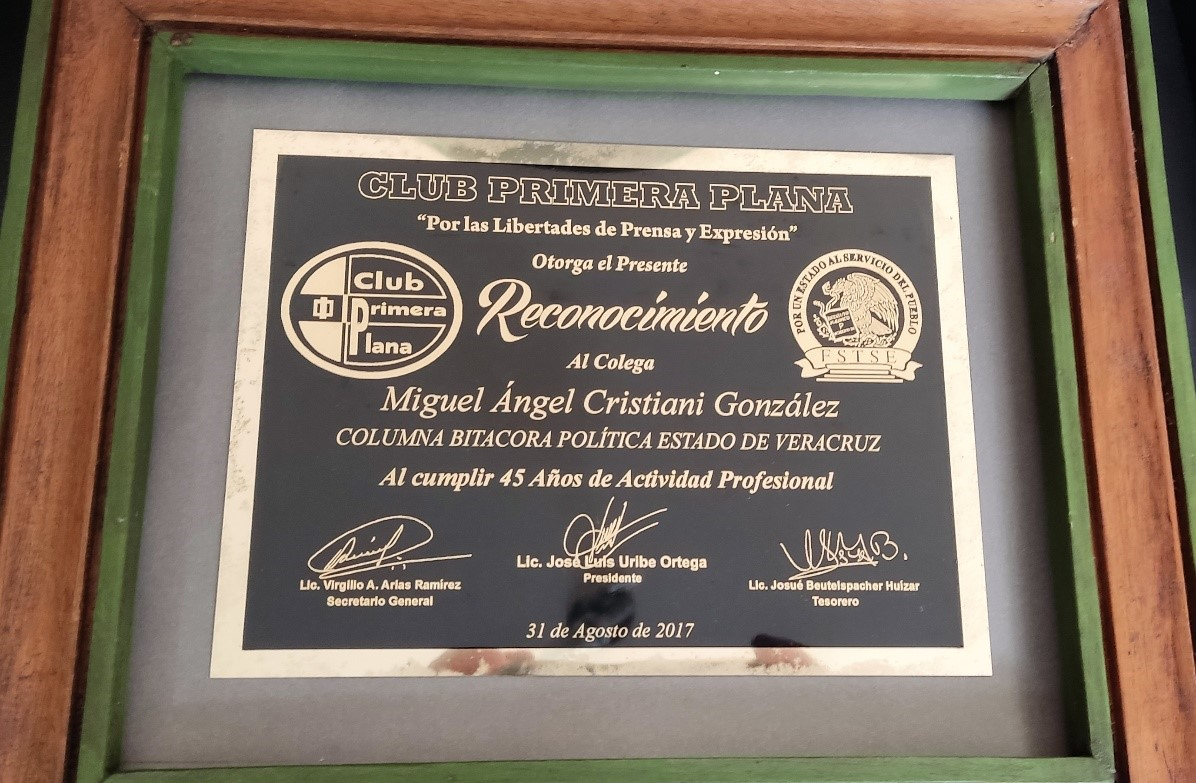 CLUB PRIMERA PLANA
“Por las Libertades de Prensa y Expresión”
Otorga el Presente
Club
Primera
Plana
Reconocimiento
POR UN ESTADO AL SERVICIO DEL PUEBLO
FSTSE
Al Colega
Miguel Ángel Cristiani González
COLUMNA BITACORA POLÍTICA ESTADO DE VERACRUZ
Al cumplir 45 Años de Actividad Profesional
Lic. Virgilio A. Arias Ramírez
Secretario General
Lic. José Luis Uribe Ortega
Presidente
Lic. Josué Beutelspacher Huizar
Tesorero
31 de Agosto de 2017